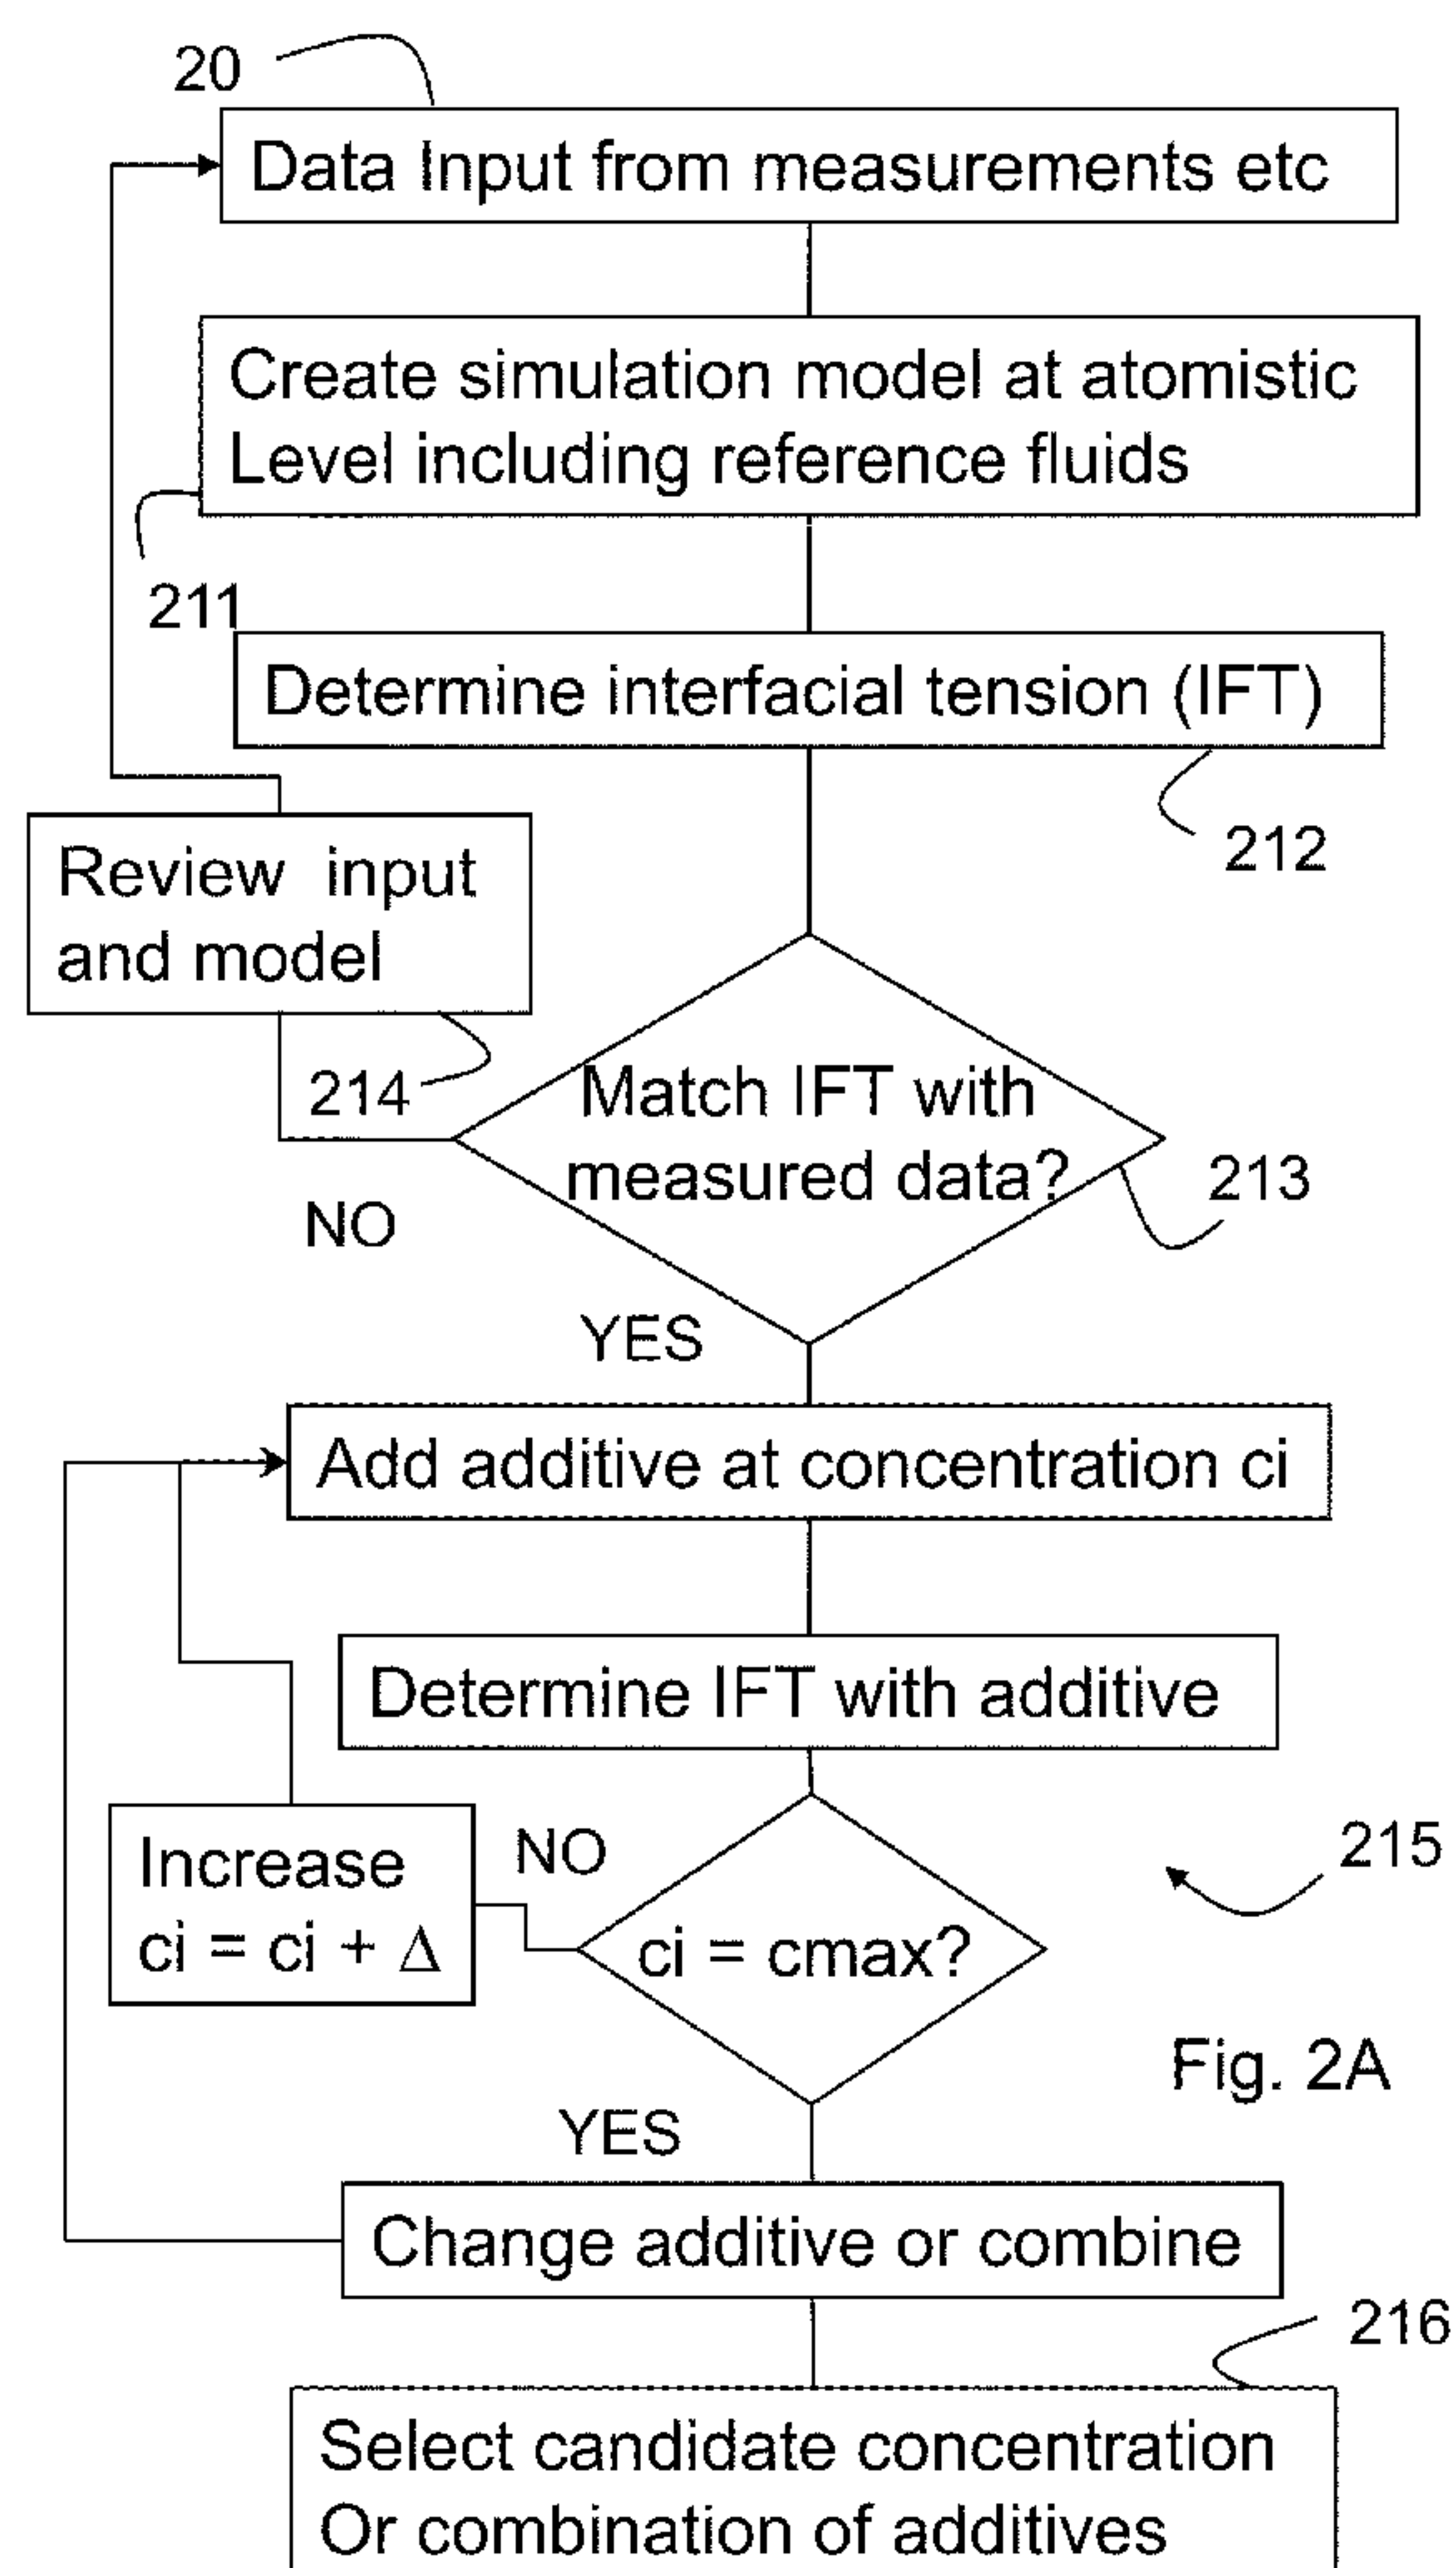 20
Data Input from measurements etc
Create simulation model at atomistic
Level including reference fluids
211
Determine interfacial tension (IFT)
212
Review input
and model
214
Match IFT with
measured data?
213
NO
YES
Add additive at concentration ci
Determine IFT with additive
Increase
ci = ci + Δ
NO
ci = cmax?
215
Fig. 2A
YES
Change additive or combine
216
Select candidate concentration
Or combination of additives